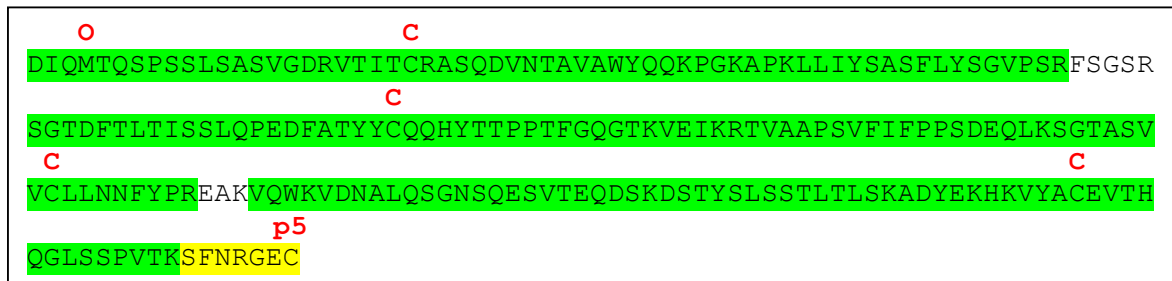 O C
DIQMTQSPSSLSASVGDRVTITCRASQDVNTAVAWYQQKPGKAPKLLIYSASFLYSGVPSRFSGSR
C
SGTDFTLTISSLQPEDFATYYCQQHYTTPPTFGQGTKVEIKRTVAAPSVFIFPPSDEQLKSGTASV
C C
VCLLNNFYPREAKVQWKVDNALQSGNSQESVTEQDSKDSTYSLSSTLTLSKADYEKHKVYACEVTH
p5
QGLSSPVTKSFNRGEC